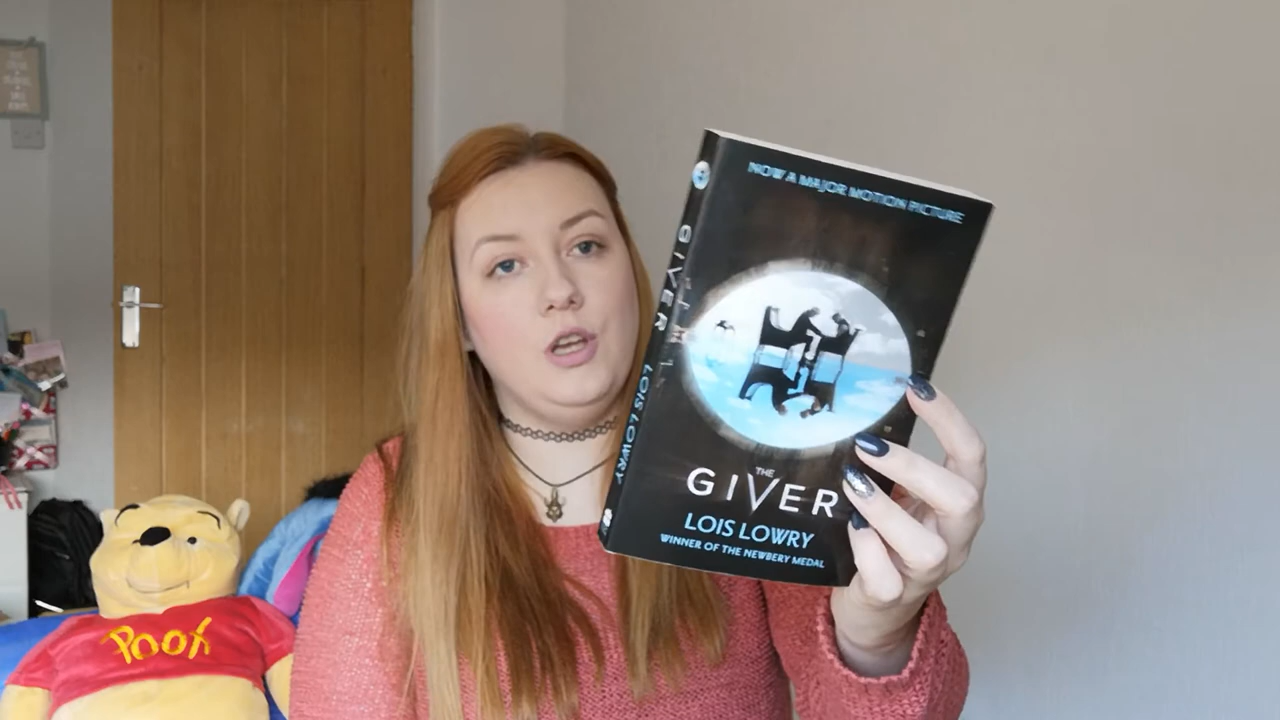 NOW A MAJOR MOTION PICTURE
GIVER
LOIS LOWRY
THE
GIVER
LOIS LOWRY
WINNER OF THE NEWBERY MEDAL
Pooh